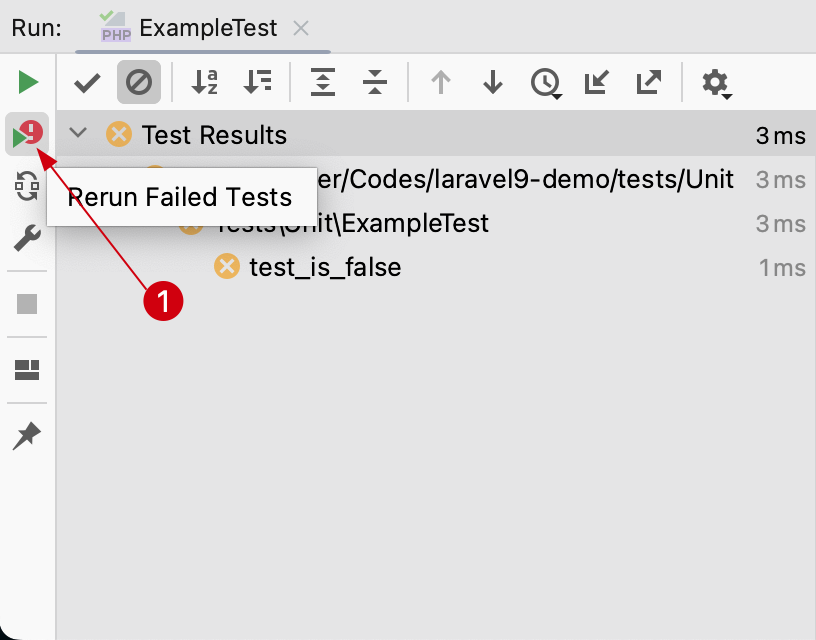 Run: PHP ExampleTest
Test Results 3 ms
er/Codes/laravel9-demo/tests/Unit 3 ms
Rerun Failed Tests
Tests\Unit\ExampleTest 3 ms
test_is_false 1 ms
1